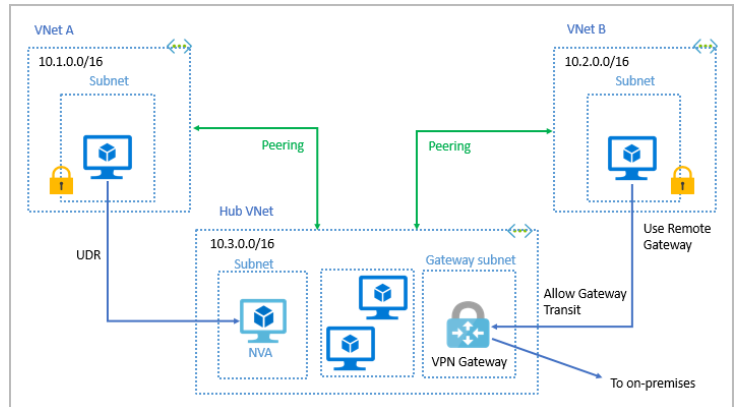 VNet A
10.1.0.0/16
Subnet
VNet B
10.2.0.0/16
Subnet
Peering
Peering
UDR
Use Remote
Gateway
Hub VNet
10.3.0.0/16
Subnet
NVA
Gateway subnet
VPN Gateway
Allow Gateway
Transit
To on-premises